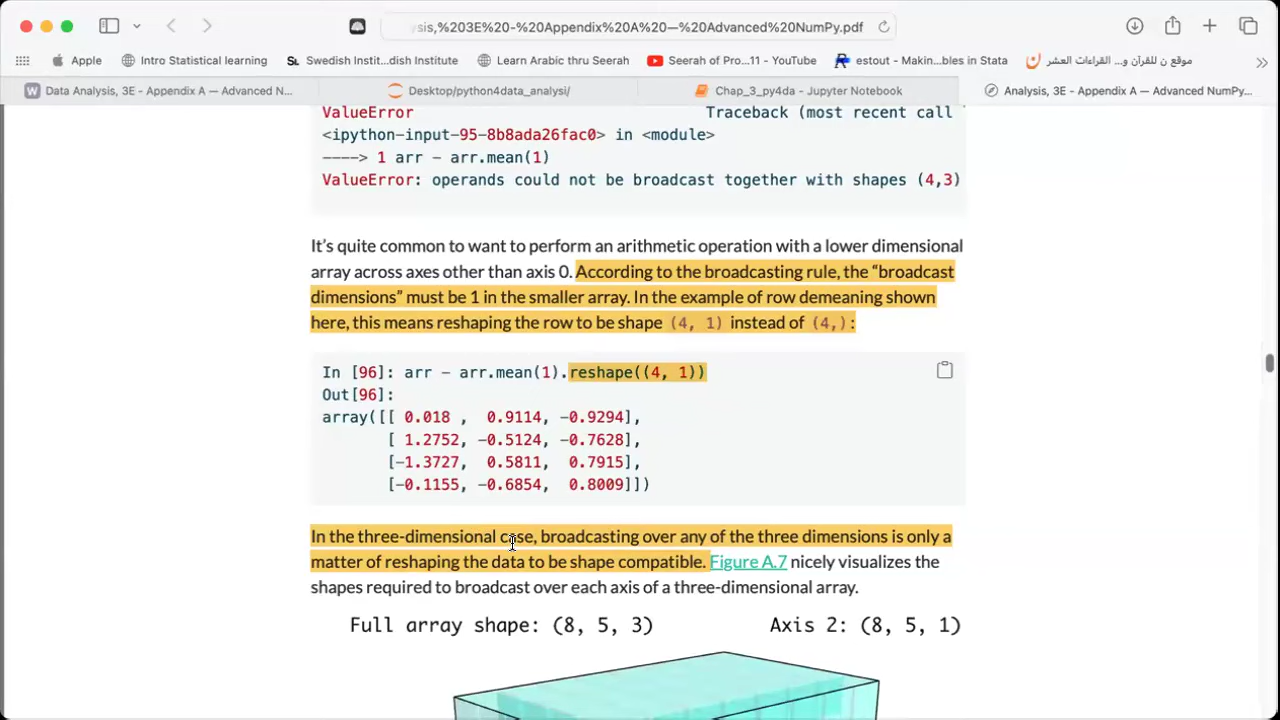 ysis,%203E%20-%20Appendix%20A%20—%20Advanced%20NumPy.pdf
Apple
Intro Statistical learning
Swedish Instit...dish Institute
Learn Arabic thru Seerah
Seerah of Pro...11 - YouTube
estout - Makin...bles in Stata
موقع ن للقرآن و... القراءات العشر
Data Analysis, 3E - Appendix A — Advanced N...
Desktop/python4data_analysi/
Chap_3_py4da - Jupyter Notebook
Analysis, 3E - Appendix A — Advanced NumPy...
ValueError Traceback (most recent call
<ipython-input-95-8b8ada26fac0> in <module>
----> 1 arr - arr.mean(1)
ValueError: operands could not be broadcast together with shapes (4,3)
It's quite common to want to perform an arithmetic operation with a lower dimensional
array across axes other than axis 0. According to the broadcasting rule, the “broadcast
dimensions” must be 1 in the smaller array. In the example of row demeaning shown
here, this means reshaping the row to be shape (4, 1) instead of (4,):
In [96]: arr - arr.mean(1).reshape((4, 1))
Out[96]:
array([[ 0.018 , 0.9114, -0.9294],
[ 1.2752, -0.5124, -0.7628],
[-1.3727, 0.5811, 0.7915],
[-0.1155, -0.6854, 0.8009]])
In the three-dimensional case, broadcasting over any of the three dimensions is only a
matter of reshaping the data to be shape compatible. Figure A.7 nicely visualizes the
shapes required to broadcast over each axis of a three-dimensional array.
Full array shape: (8, 5, 3)
Axis 2: (8, 5, 1)